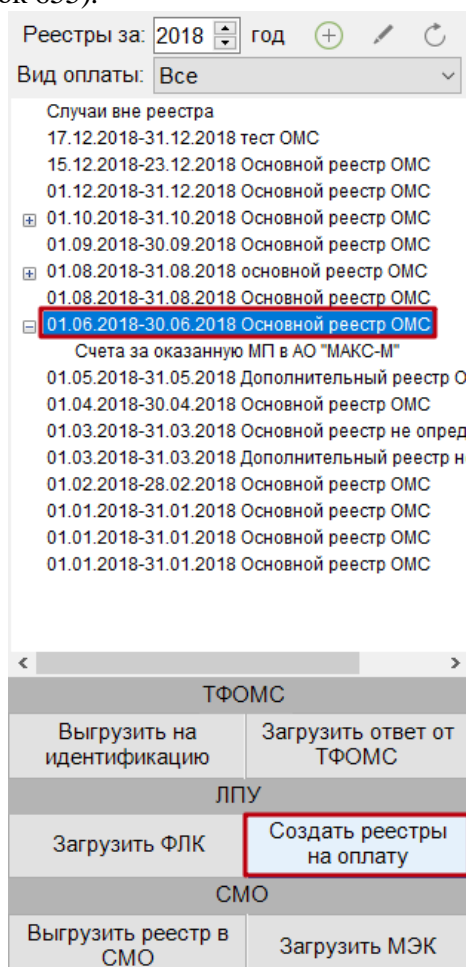 Реестры за: 2018 год
Вид оплаты: Все
Случаи вне реестра
17.12.2018-31.12.2018 тест ОМС
15.12.2018-23.12.2018 Основной реестр ОМС
01.12.2018-31.12.2018 Основной реестр ОМС
01.10.2018-31.10.2018 Основной реестр ОМС
01.09.2018-30.09.2018 Основной реестр ОМС
01.08.2018-31.08.2018 основной реестр ОМС
01.08.2018-31.08.2018 Основной реестр ОМС
01.06.2018-30.06.2018 Основной реестр ОМС
Счета за оказанную МП в АО "МАКС-М"
01.05.2018-31.05.2018 Дополнительный реестр О
01.04.2018-30.04.2018 Основной реестр ОМС
01.03.2018-31.03.2018 Основной реестр не опред
01.03.2018-31.03.2018 Дополнительный реестр н
01.02.2018-28.02.2018 Основной реестр ОМС
01.01.2018-31.01.2018 Основной реестр ОМС
01.01.2018-31.01.2018 Основной реестр ОМС
01.01.2018-31.01.2018 Основной реестр ОМС
ТФОМС
Выгрузить на идентификацию
Загрузить ответ от ТФОМС
ЛПУ
Загрузить ФЛК
Создать реестры на оплату
СМО
Выгрузить реестр в СМО
Загрузить МЭК